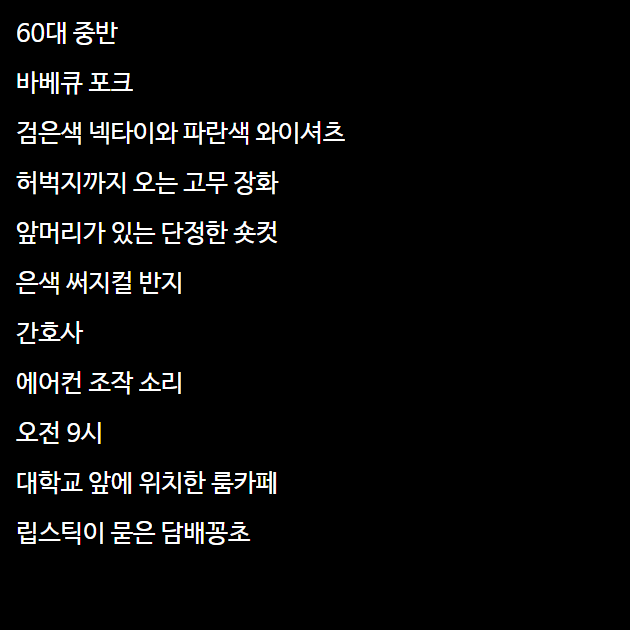 60대 중반
바베큐 포크
검은색 넥타이와 파란색 와이셔츠
허벅지까지 오는 고무 장화
앞머리가 있는 단정한 숏컷
은색 써지컬 반지
간호사
에어컨 조작 소리
오전 9시
대학교 앞에 위치한 룸카페
립스틱이 묻은 담배꽁초